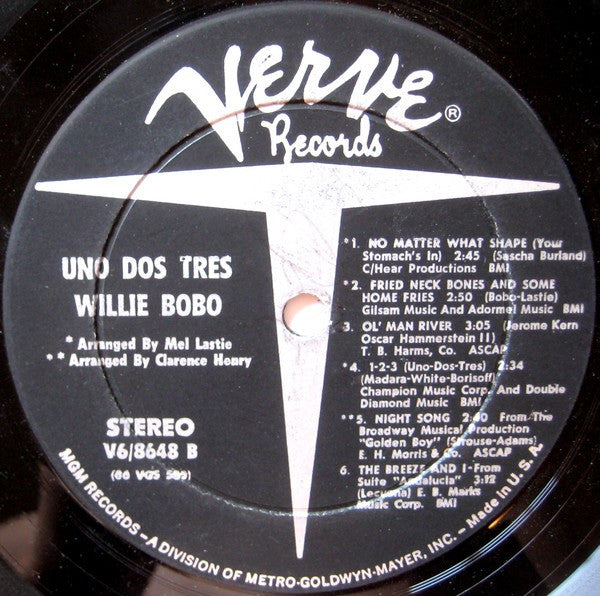 Verve ®
Records
UNO DOS TRES
WILLIE BOBO
* Arranged By Mel Lastie
** Arranged By Clarence Henry
STEREO
V6/8648 B
*1. NO MATTER WHAT SHAPE (Your
Stomach's In) 2:45 (Sascha Burland)
C/Hear Productions BMI
*2. FRIED NECK BONES AND SOME
HOME FRIES 2:50 (Bobo-Lastie)
Gilsam Music And Adormel Music BMI
3. OL' MAN RIVER 3:05 (Jerome Kern
Oscar Hammerstein II)
T. B. Harms, Co. ASCAP
*4. 1-2-3 (Uno-Dos-Tres) 2:34
(Madara-White-Borisoff)
Champion Music Corp. And Double
Diamond Music BMI
**5. NIGHT SONG From The
Broadway Musical Production
"Golden Boy" (Strouse-Adams)
E. H. Morris & Co. ASCAP
6. THE BREEZE AND I-From
Suite "Andalucia" 3:12
(Lecuona) E. B. Marks
Music Corp. BMI
MGM RECORDS – A DIVISION OF METRO-GOLDWYN-MAYER, INC. – Made in U.S.A.